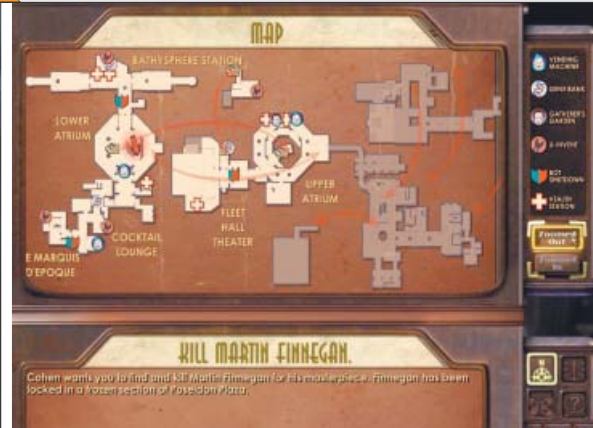 MAP
BATHYSPHERE STATION
LOWER
ATRIUM
UPPER
ATRIUM
FLEET
HALL
THEATER
COCKTAIL
LOUNGE
E MARQUIS
D'EPOQUE
VENDING
MACHINE
GENE BANK
GATHERER'S
GARDEN
U-INVENT
BOT
SHUTDOWN
HEALTH
STATION
Zoomed
Out
Zoomed
In
KILL MARTIN FINNEGAN.
Cohen wants you to find and kill Martin Finnegan for his masterpiece. Finnegan has been
locked in a frozen section of Poseidon Plaza.
N
?